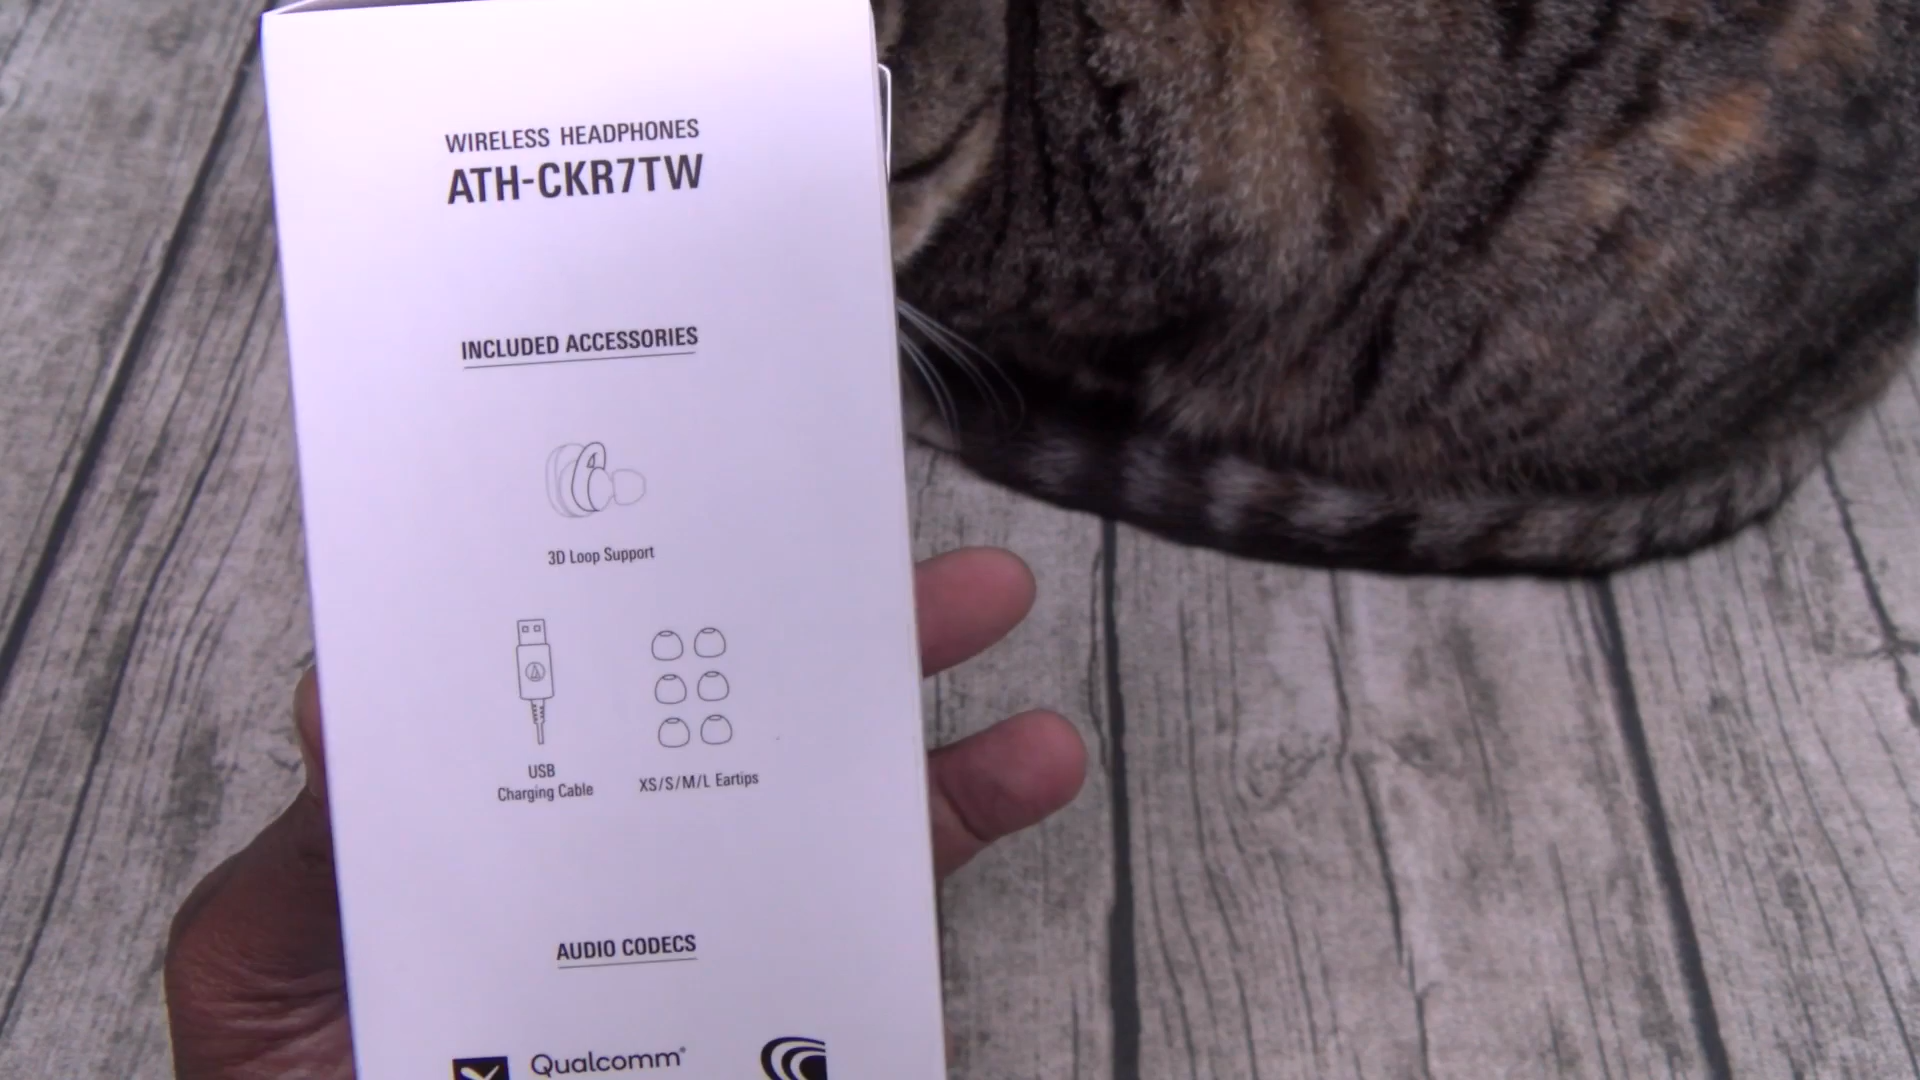 WIRELESS HEADPHONES
ATH-CKR7TW
INCLUDED ACCESSORIES
3D Loop Support
USB
Charging Cable
XS/S/M/L Eartips
AUDIO CODECS
Qualcomm®